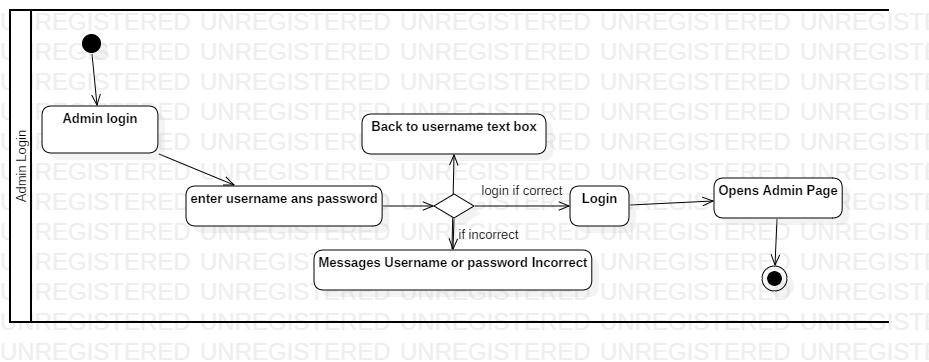 UNREGISTERED UNREGISTERED UNREGISTERED UNREGISTERED UNREGISTERED
Admin Login
Admin login
Back to username text box
enter username ans password
login if correct
Login
Opens Admin Page
if incorrect
Messages Username or password Incorrect